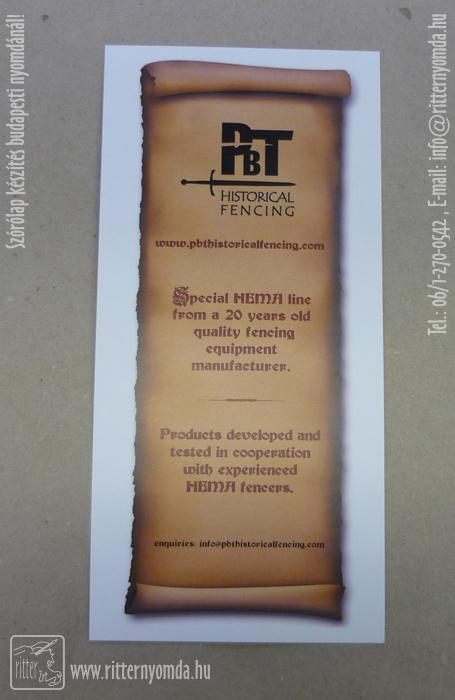 Szórólap készítés budapesti nyomdánál!
PBT
HISTORICAL
FENCING
www.pbthistoricalfencing.com
Special HEMA line
from a 20 years old
quality fencing
equipment
manufacturer.
Products developed and
tested in cooperation
with experienced
HEMA fencers.
enquiries: info@pbthistoricalfencing.com
Tel.: 06/1-270-0542 , E-mail: info@ritternyomda.hu
ritter
www.ritternyomda.hu